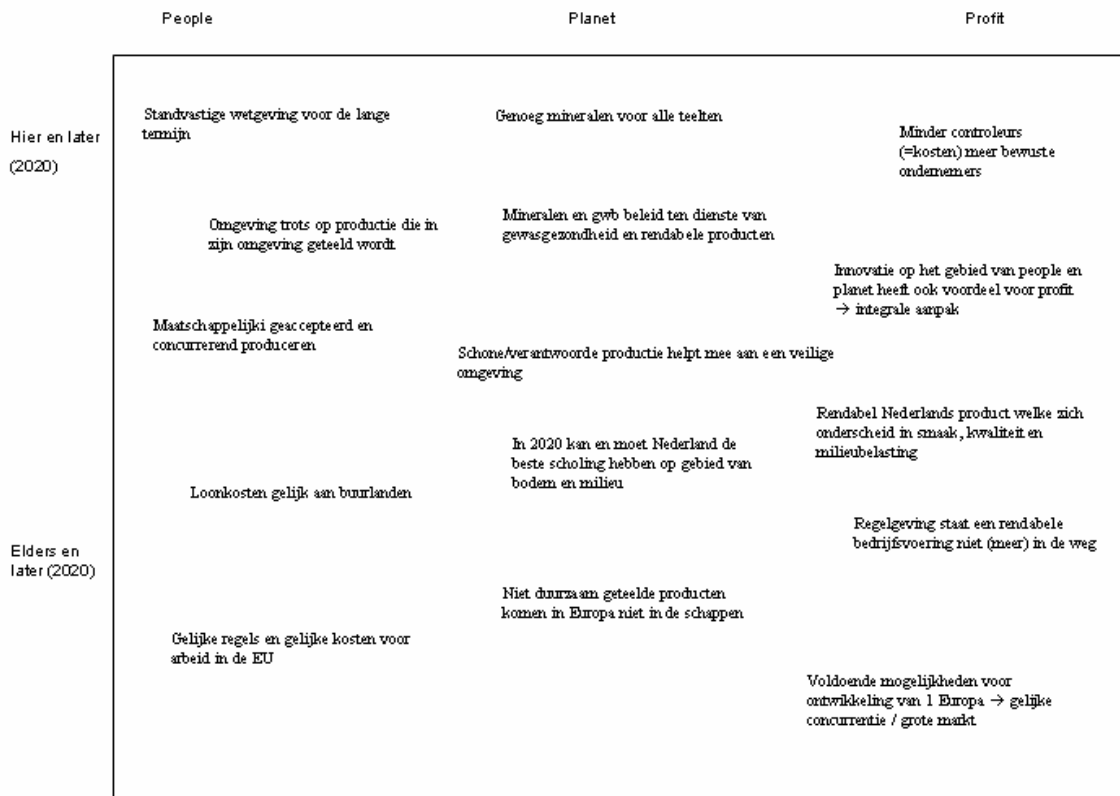 People
Planet
Profit
Hier en later
(2020)
Standvastige wetgeving voor de lange
termijn
Genoeg mineralen voor alle teelten
Minder controleurs
(=kosten) meer bewuste
ondernemers
Omgeving trots op productie die in
zijn omgeving geteeld wordt
Mineralen en gwb beleid ten dienste van
gewasgezondheid en rendabele producten
Innovatie op het gebied van people en
planet heeft ook voordeel voor profit
→ integrale aanpak
Maatschappelijki geaccepteerd en
concurrerend produceren
Schone/verantwoorde productie helpt mee aan een veilige
omgeving
Rendabel Nederlands product welke zich
onderscheid in smaak, kwaliteit en
milieubelasting
In 2020 kan en moet Nederland de
beste scholing hebben op gebied van
bodem en milieu
Loonkosten gelijk aan buurlanden
Elders en
later (2020)
Regelgeving staat een rendabele
bedrijfsvoering niet (meer) in de weg
Niet duurzaam geteelde producten
komen in Europa niet in de schappen
Gelijke regels en gelijke kosten voor
arbeid in de EU
Voldoende mogelijkheden voor
ontwikkeling van 1 Europa → gelijke
concurrentie / grote markt